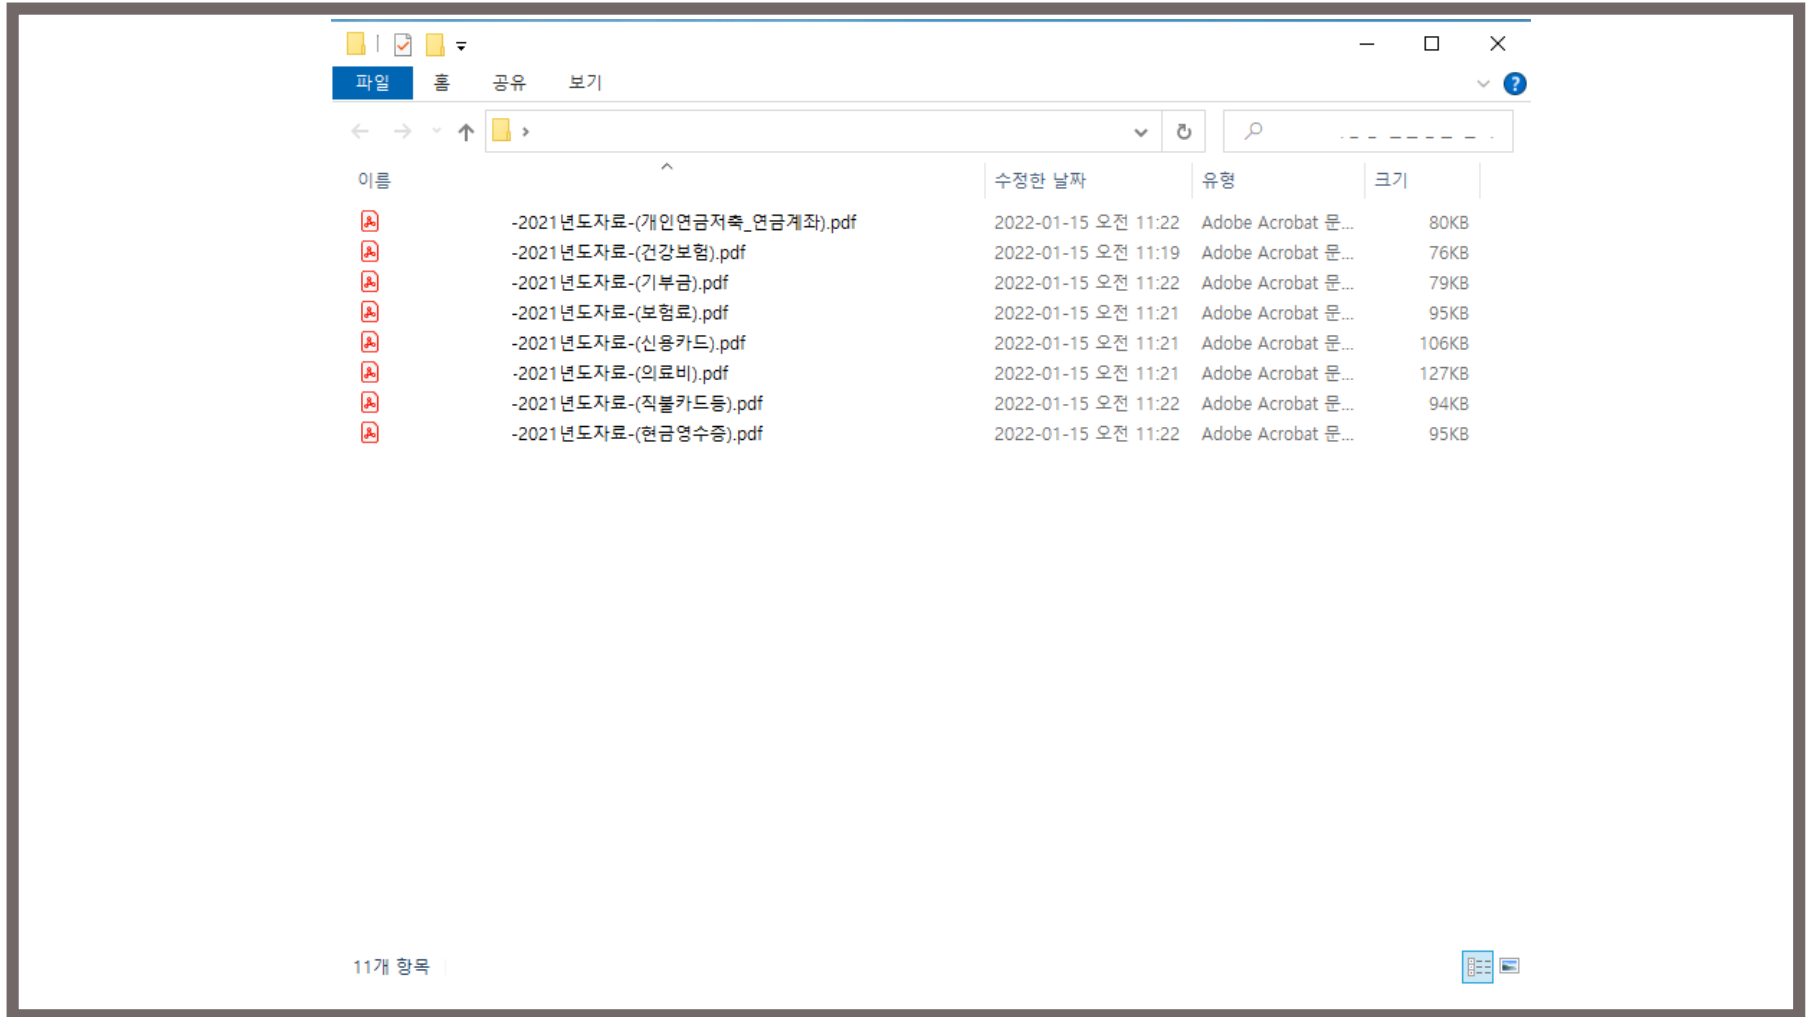 파일 홈 공유 보기
이름 수정한 날짜 유형 크기
-2021년도자료-(개인연금저축_연금계좌).pdf 2022-01-15 오전 11:22 Adobe Acrobat 문... 80KB
-2021년도자료-(건강보험).pdf 2022-01-15 오전 11:19 Adobe Acrobat 문... 76KB
-2021년도자료-(기부금).pdf 2022-01-15 오전 11:22 Adobe Acrobat 문... 79KB
-2021년도자료-(보험료).pdf 2022-01-15 오전 11:21 Adobe Acrobat 문... 95KB
-2021년도자료-(신용카드).pdf 2022-01-15 오전 11:21 Adobe Acrobat 문... 106KB
-2021년도자료-(의료비).pdf 2022-01-15 오전 11:21 Adobe Acrobat 문... 127KB
-2021년도자료-(직불카드등).pdf 2022-01-15 오전 11:22 Adobe Acrobat 문... 94KB
-2021년도자료-(현금영수증).pdf 2022-01-15 오전 11:22 Adobe Acrobat 문... 95KB
11개 항목